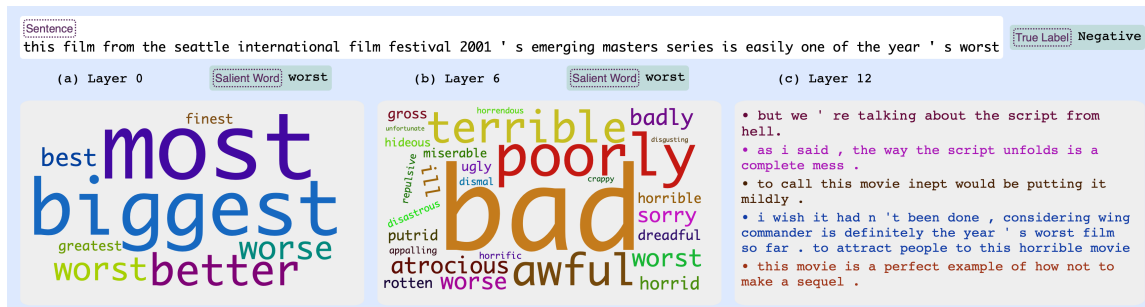 Sentence
this film from the seattle international film festival 2001 ' s emerging masters series is easily one of the year ' s worst
True Label Negative
(a) Layer 0
Salient Word worst
(b) Layer 6
Salient Word worst
(c) Layer 12
finest
most
best
biggest
greatest
worse
worst
better
gross
horrendous
terrible
badly
unfortunate
hideous
disgusting
miserable
poorly
repulsive
ill
ugly
dismal
crappy
bad
horrible
disastrous
sorry
putrid
dreadful
appalling
horrific
atrocious
awful
worst
rotten
worse
horrid
• but we ' re talking about the script from
hell.
• as i said , the way the script unfolds is a
complete mess .
• to call this movie inept would be putting it
mildly .
• i wish it had n 't been done , considering wing
commander is definitely the year ' s worst film
so far . to attract people to this horrible movie
• this movie is a perfect example of how not to
make a sequel .